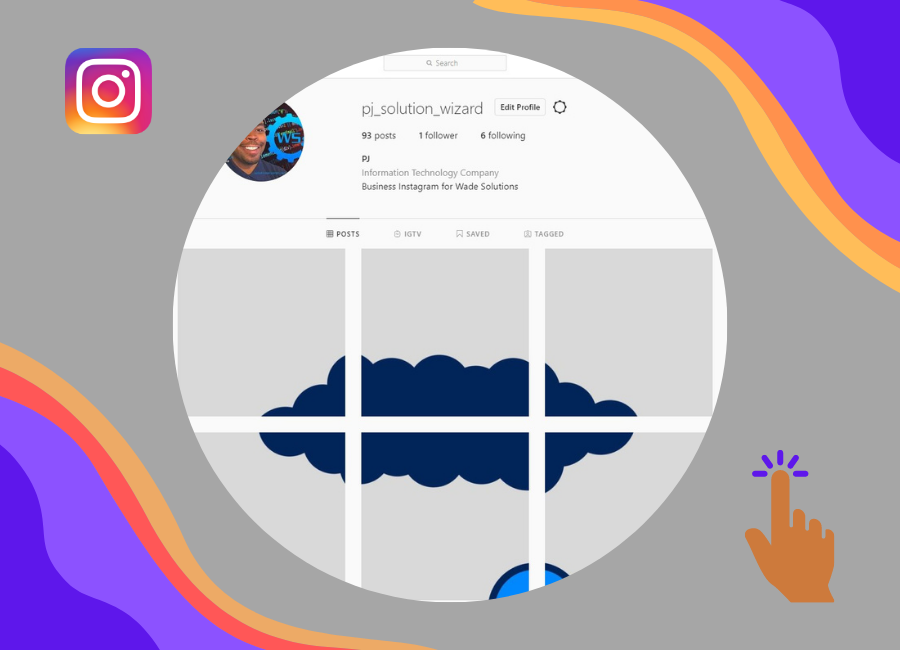 Search
pj_solution_wizard Edit Profile
93 posts 1 follower 6 following
PJ
Information Technology Company
Business Instagram for Wade Solutions
POSTS IGTV SAVED TAGGED
WS